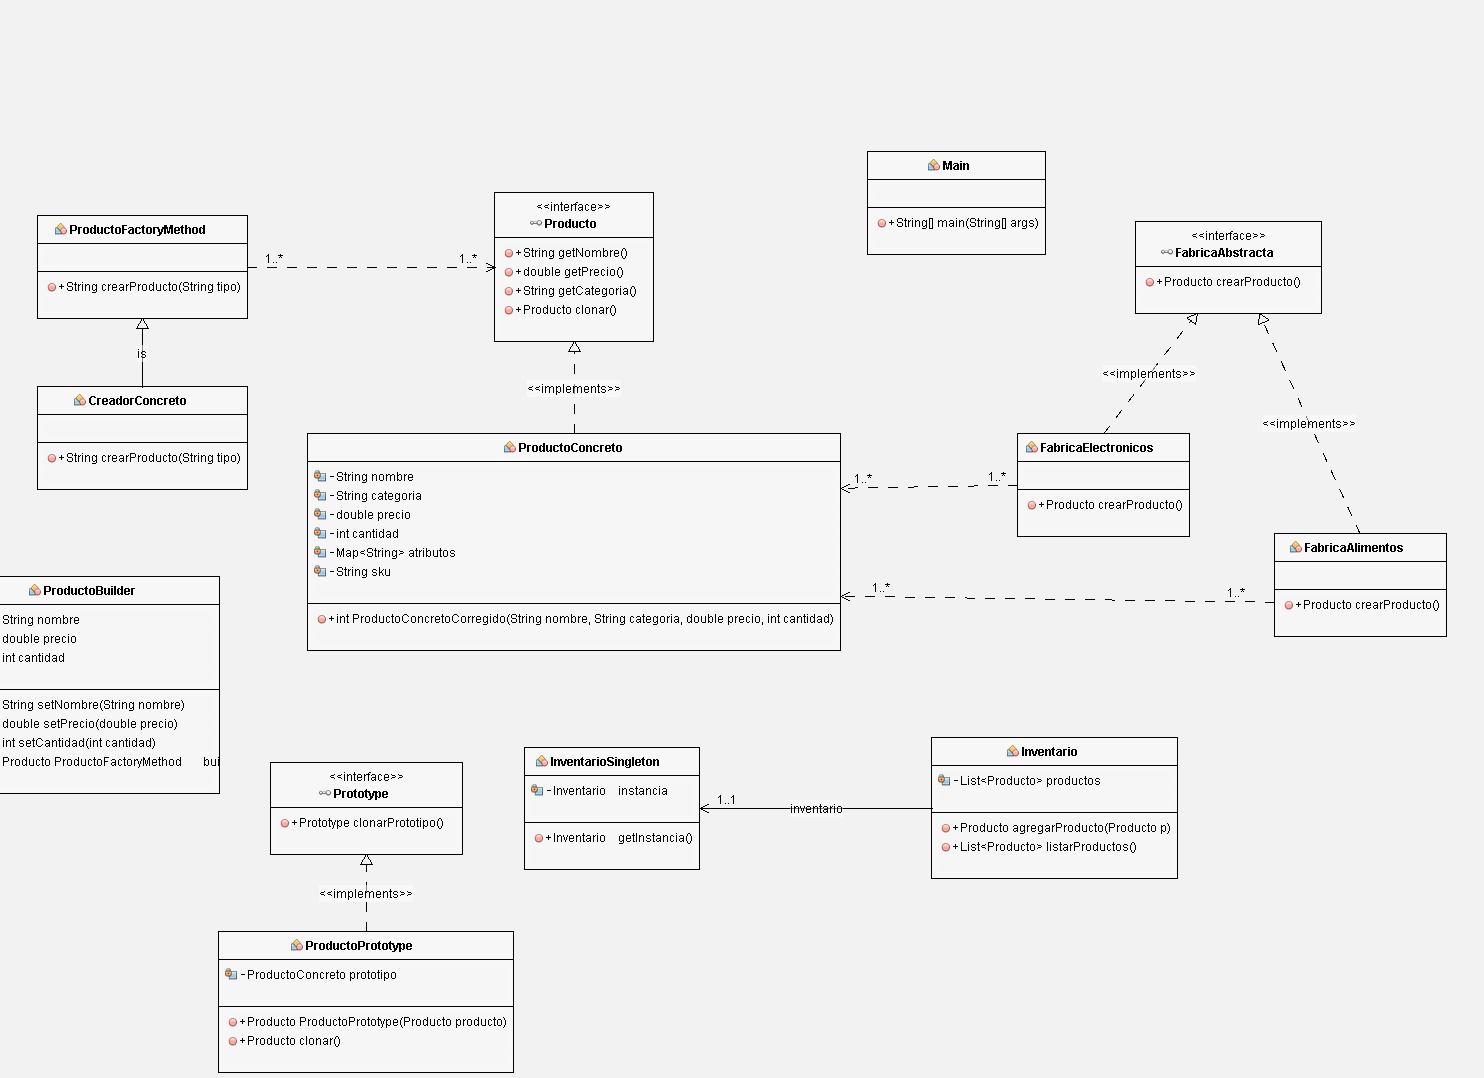 Main
+String[] main(String[] args)
ProductoFactoryMethod
+String crearProducto(String tipo)
1..*
1..*
<<interface>>
Producto
+String getNombre()
+double getPrecio()
+String getCategoria()
+Producto clonar()
<<interface>>
FabricaAbstracta
+Producto crearProducto()
is
CreadorConcreto
+String crearProducto(String tipo)
<<implements>>
<<implements>>
<<implements>>
ProductoConcreto
-String nombre
-String categoria
-double precio
-int cantidad
-Map<String> atributos
-String sku
+int ProductoConcretoCorregido(String nombre, String categoria, double precio, int cantidad)
1..*
1..*
FabricaElectronicos
+Producto crearProducto()
1..*
1..*
FabricaAlimentos
+Producto crearProducto()
ProductoBuilder
String nombre
double precio
int cantidad
String setNombre(String nombre)
double setPrecio(double precio)
int setCantidad(int cantidad)
Producto ProductoFactoryMethod bui
<<interface>>
Prototype
+Prototype clonarPrototipo()
<<implements>>
ProductoPrototype
-ProductoConcreto prototipo
+Producto ProductoPrototype(Producto producto)
+Producto clonar()
InventarioSingleton
-Inventario instancia
+Inventario getInstancia()
1..1
inventario
Inventario
-List<Producto> productos
+Producto agregarProducto(Producto p)
+List<Producto> listarProductos()